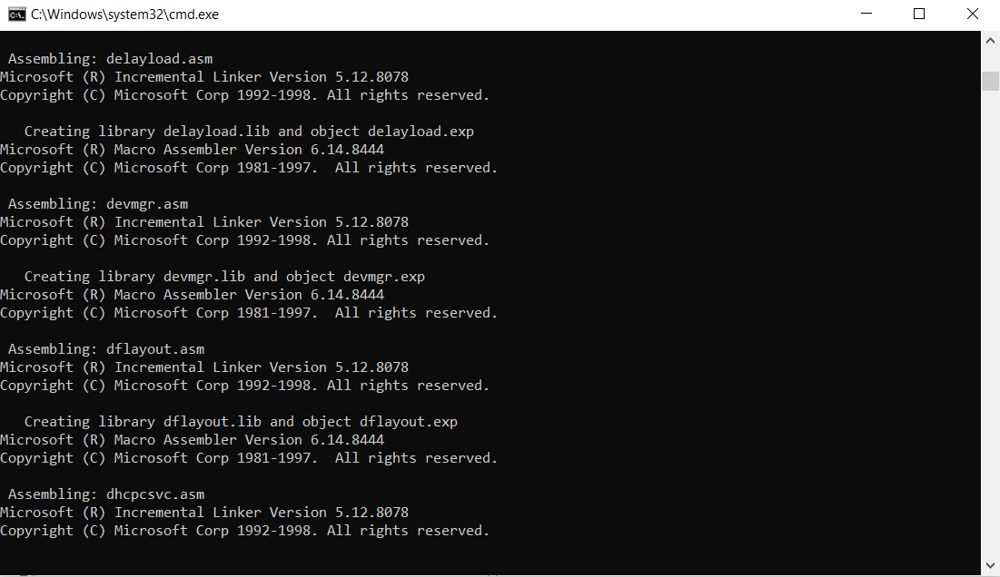 C:\Windows\system32\cmd.exe
Assembling: delayload.asm
Microsoft (R) Incremental Linker Version 5.12.8078
Copyright (C) Microsoft Corp 1992-1998. All rights reserved.
Creating library delayload.lib and object delayload.exp
Microsoft (R) Macro Assembler Version 6.14.8444
Copyright (C) Microsoft Corp 1981-1997.  All rights reserved.
Assembling: devmgr.asm
Microsoft (R) Incremental Linker Version 5.12.8078
Copyright (C) Microsoft Corp 1992-1998. All rights reserved.
Creating library devmgr.lib and object devmgr.exp
Microsoft (R) Macro Assembler Version 6.14.8444
Copyright (C) Microsoft Corp 1981-1997.  All rights reserved.
Assembling: dflayout.asm
Microsoft (R) Incremental Linker Version 5.12.8078
Copyright (C) Microsoft Corp 1992-1998. All rights reserved.
Creating library dflayout.lib and object dflayout.exp
Microsoft (R) Macro Assembler Version 6.14.8444
Copyright (C) Microsoft Corp 1981-1997.  All rights reserved.
Assembling: dhcpcsvc.asm
Microsoft (R) Incremental Linker Version 5.12.8078
Copyright (C) Microsoft Corp 1992-1998. All rights reserved.